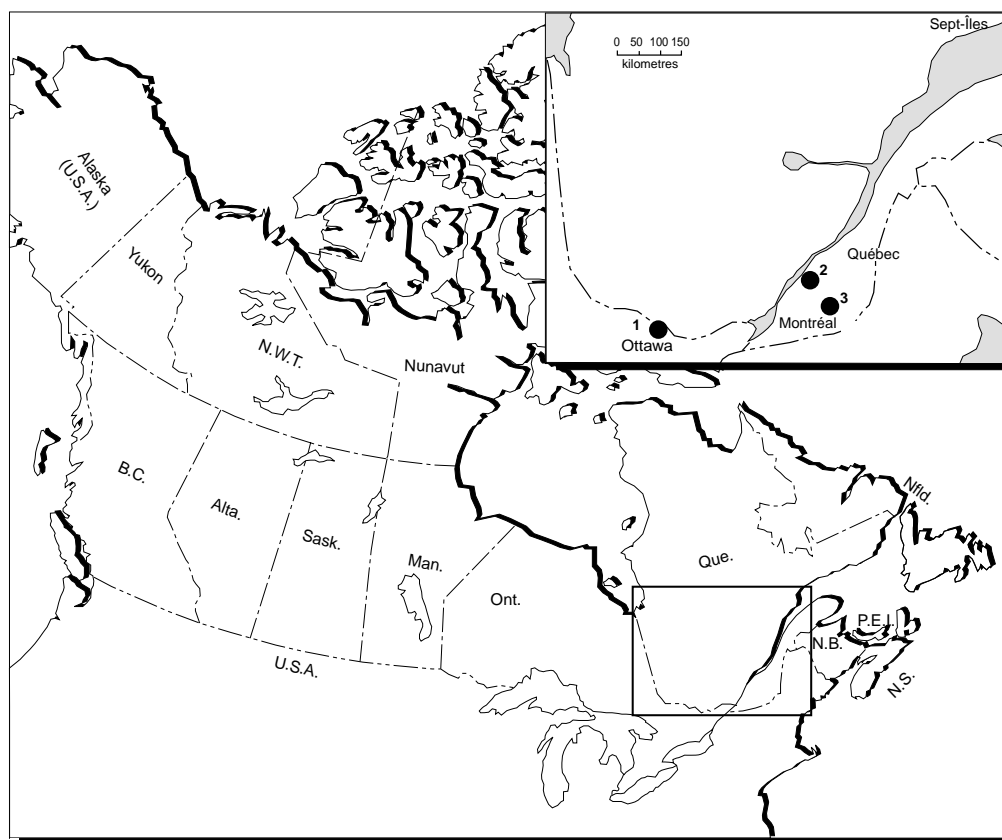 Sept-Îles
0 50 100 150
kilometres
Québec
2
3
1
Montréal
Ottawa
Alaska
(U.S.A.)
Yukon
N.W.T.
Nunavut
B.C.
Alta.
Sask.
Man.
Ont.
Que.
Nfld.
P.E.I.
N.B.
N.S.
U.S.A.